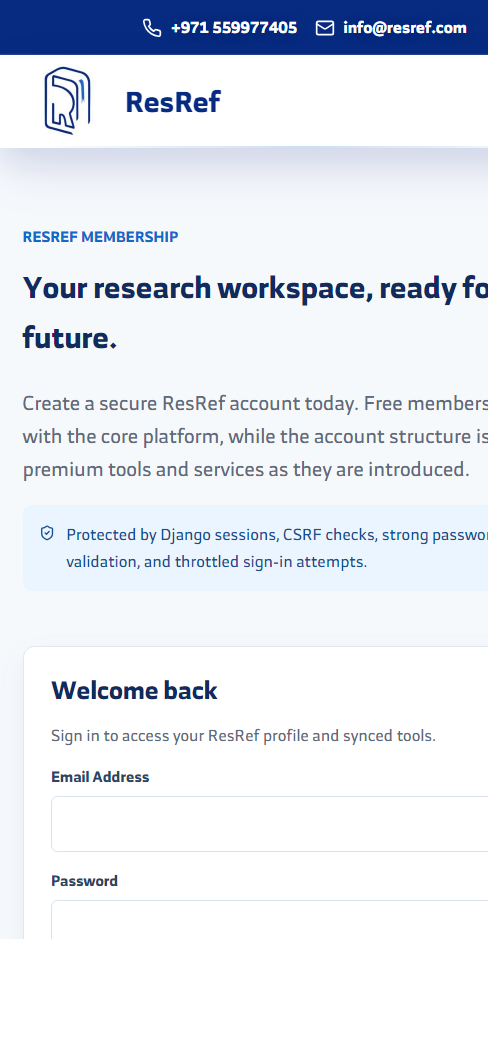 +971 559977405 info@resref.com
ResRef
RESREF MEMBERSHIP
Your research workspace, ready fo
future.
Create a secure ResRef account today. Free members
with the core platform, while the account structure is
premium tools and services as they are introduced.
Protected by Django sessions, CSRF checks, strong passwor
validation, and throttled sign-in attempts.
Welcome back
Sign in to access your ResRef profile and synced tools.
Email Address
Password